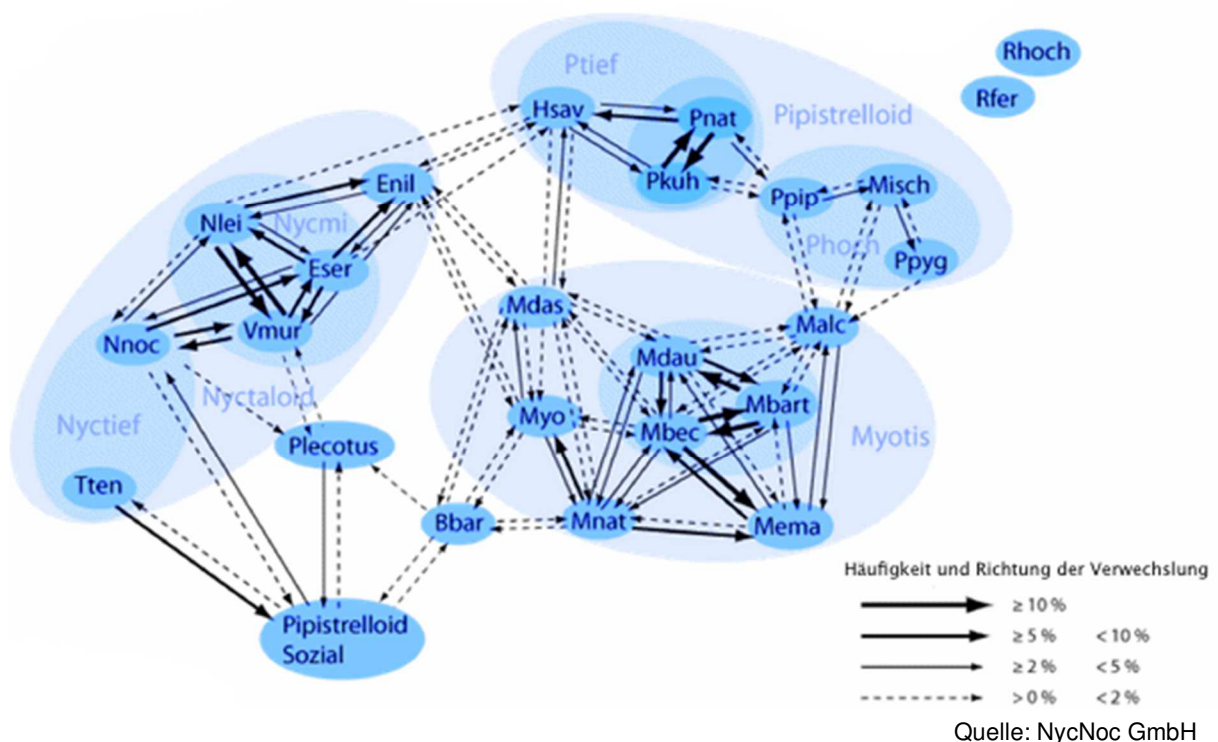 Rhoch
Ptief
Rfer
Hsav
Pnat
Pipistrelloid
Enil
Pkuh
Ppip
Misch
Nlei
Nycmi
Phoch
Eser
Ppyg
Mdas
Malc
Nnoc
Vmur
Mdau
Nyctaloid
Mbart
Nyctief
Myo
Mbec
Myotis
Plecotus
Tten
Bbar
Mnat
Mema
Häufigkeit und Richtung der Verwechslung
≥ 10 %
≥ 5 % < 10 %
≥ 2 % < 5 %
> 0 % < 2 %
Pipistrelloid
Sozial
Quelle: NycNoc GmbH